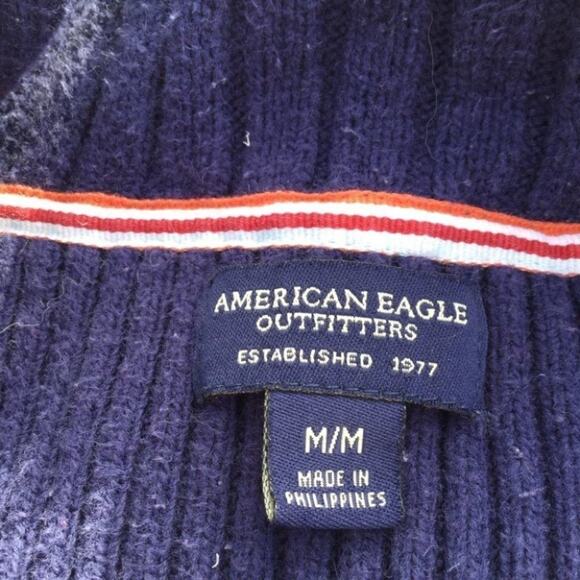 AMERICAN EAGLE
OUTFITTERS
ESTABLISHED 1977
M/M
MADE IN
PHILIPPINES